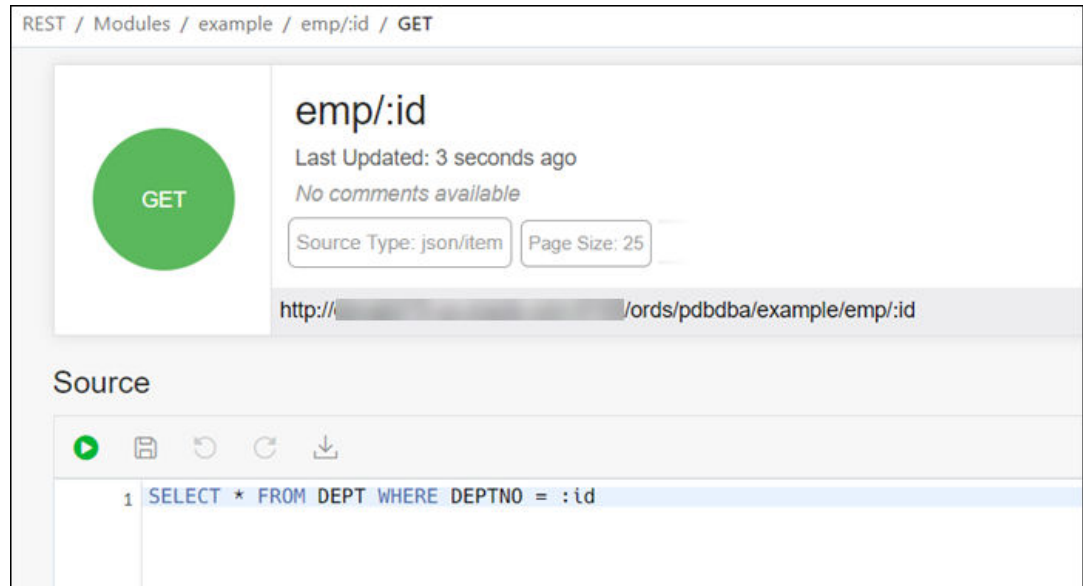 REST / Modules / example / emp/:id / GET
emp/:id
Last Updated: 3 seconds ago
GET
No comments available
Source Type: json/item Page Size: 25
http:// /ords/pdbdba/example/emp/:id
Source
1 SELECT * FROM DEPT WHERE DEPTNO = :id